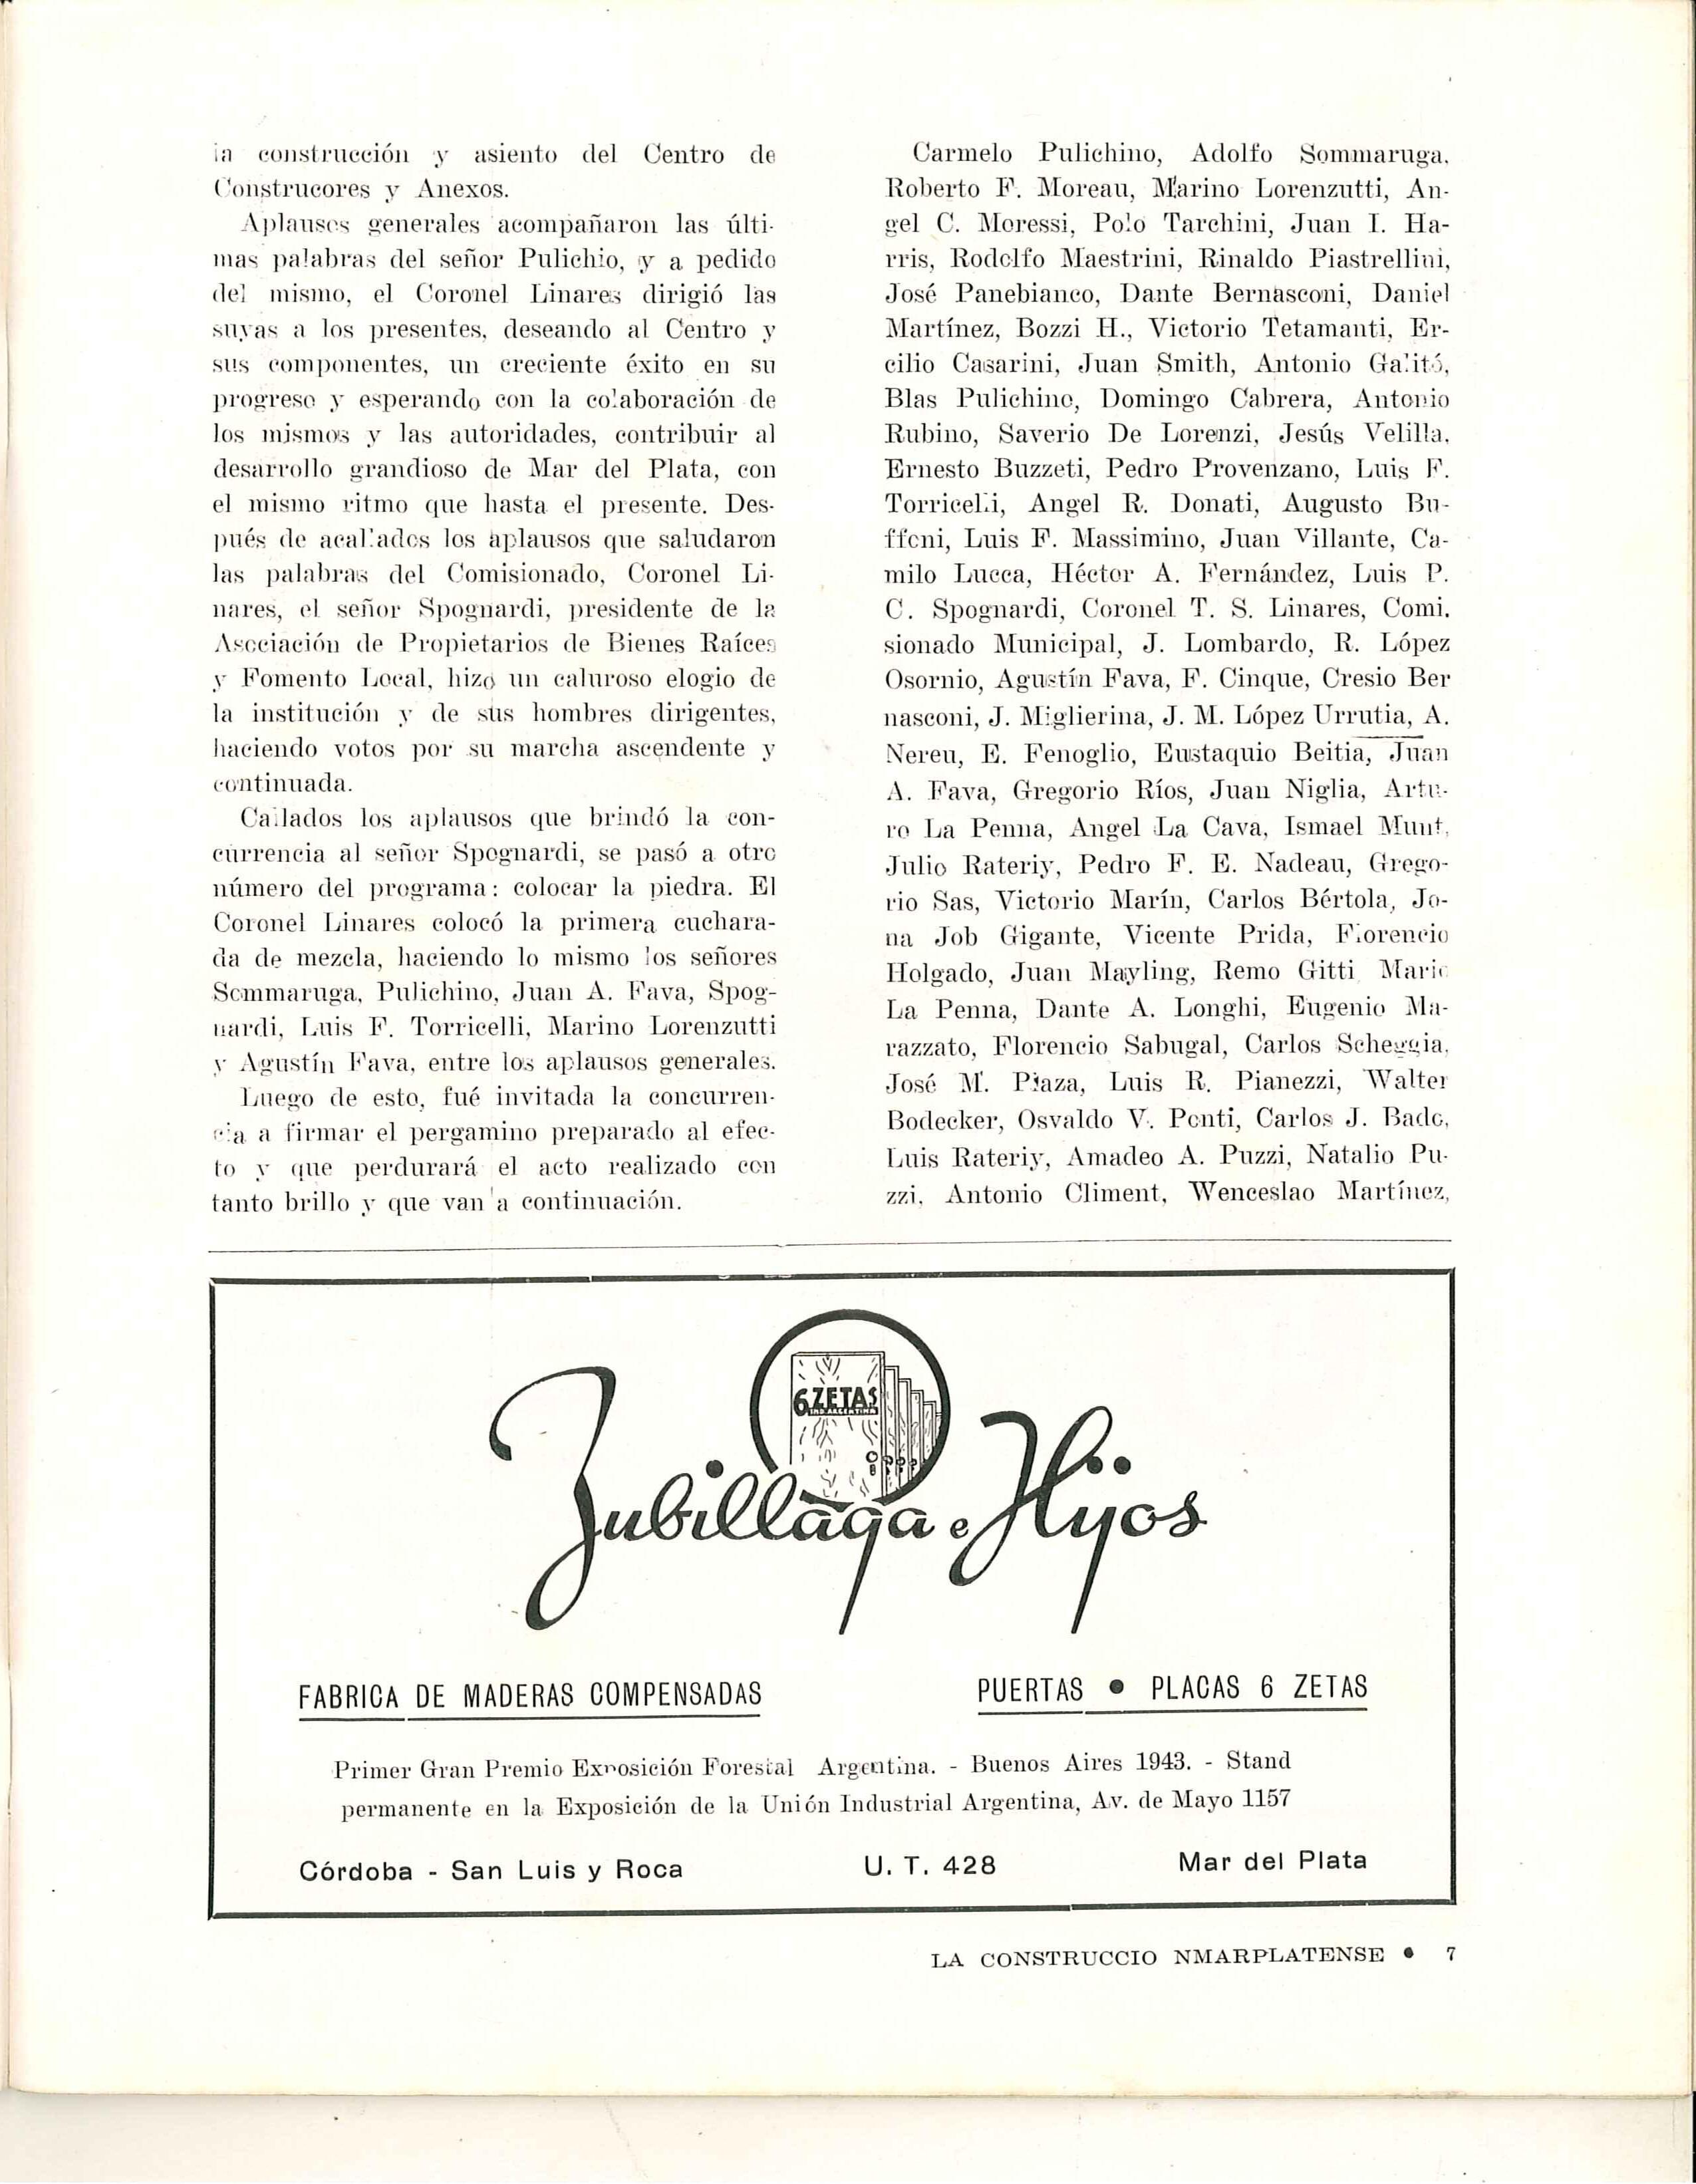 la construcción y asiento del Centro de
Construcores y Anexos.
Aplausos generales acompañaron las últi-
mas palabras del señor Pulichio, y a pedido
del mismo, el Coronel Linares dirigió las
suyas a los presentes, deseando al Centro y
sus componentes, un creciente éxito en su
progreso y esperando con la colaboración de
los mismos y las autoridades, contribuir al
desarrollo grandioso de Mar del Plata, con
el mismo ritmo que hasta el presente. Des-
pués de acallados los aplausos que saludaron
las palabras del Comisionado, Coronel Li-
nares, el señor Spognardi, presidente de la
Asociación de Propietarios de Bienes Raíces
y Fomento Local, hizo un caluroso elogio de
la institución y de sus hombres dirigentes,
haciendo votos por su marcha ascendente y
continuada.
Callados los aplausos que brindó la con-
currencia al señor Spognardi, se pasó a otro
número del programa: colocar la piedra. El
Coronel Linares colocó la primera cuchara-
da de mezcla, haciendo lo mismo los señores
Sommaruga, Pulichino, Juan A. Fava, Spog-
nardi, Luis F. Torricelli, Marino Lorenzutti
y Agustín Fava, entre los aplausos generales.
Luego de esto, fué invitada la concurren-
cia a firmar el pergamino preparado al efec-
to y que perdurará el acto realizado con
tanto brillo y que van a continuación.
Carmelo Pulichino, Adolfo Sommaruga,
Roberto F. Moreau, Marino Lorenzutti, An-
gel C. Moressi, Polo Tarchini, Juan I. Ha-
rris, Rodolfo Maestrini, Rinaldo Piastrellini,
José Panebianco, Dante Bernasconi, Daniel
Martínez, Bozzi H., Victorio Tetamanti, Er-
cilio Casarini, Juan Smith, Antonio Galitó,
Blas Pulichino, Domingo Cabrera, Antonio
Rubino, Saverio De Lorenzi, Jesús Velilla,
Ernesto Buzzeti, Pedro Provenzano, Luis F.
Torricelli, Angel R. Donati, Augusto Bu-
ffoni, Luis F. Massimino, Juan Villante, Ca-
milo Lucca, Héctor A. Fernández, Luis P.
C. Spognardi, Coronel T. S. Linares, Comi.
sionado Municipal, J. Lombardo, R. López
Osornio, Agustín Fava, F. Cinque, Cresio Ber
nasconi, J. Miglierina, J. M. López Urrutia, A.
Nereu, E. Fenoglio, Eustaquio Beitia, Juan
A. Fava, Gregorio Ríos, Juan Niglia, Artu-
ro La Penna, Angel La Cava, Ismael Munt,
Julio Rateriy, Pedro F. E. Nadeau, Grego-
rio Sas, Victorio Marín, Carlos Bértola, Jo-
na Job Gigante, Vicente Prida, Florencio
Holgado, Juan Mayling, Remo Gitti, Mario
La Penna, Dante A. Longhi, Eugenio Ma-
razzato, Florencio Sabugal, Carlos Scheggia,
José M. Plaza, Luis R. Pianezzi, Walter
Bodecker, Osvaldo V. Ponti, Carlos J. Bado,
Luis Rateriy, Amadeo A. Puzzi, Natalio Pu-
zzi, Antonio Climent, Wenceslao Martínez,
6 ZETAS
IND. ARGENTINA
Zubillaga e Hijos
FABRICA DE MADERAS COMPENSADAS
PUERTAS • PLACAS 6 ZETAS
Primer Gran Premio Exposición Forestal Argentina. - Buenos Aires 1943. - Stand
permanente en la Exposición de la Unión Industrial Argentina, Av. de Mayo 1157
Córdoba - San Luis y Roca U. T. 428 Mar del Plata
LA CONSTRUCCIO NMARPLATENSE • 7